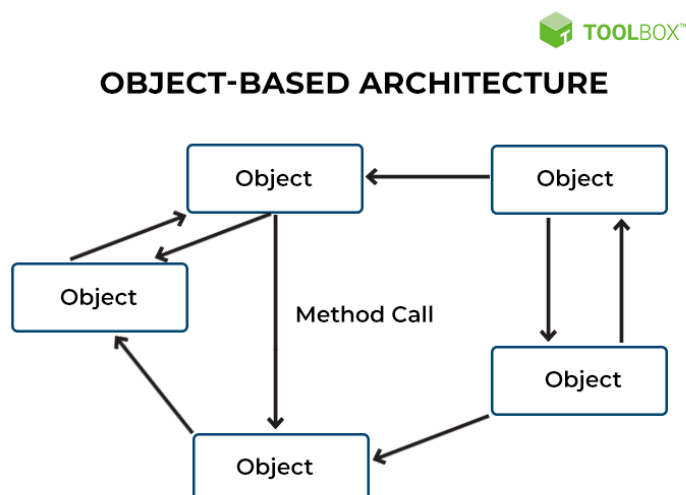 TOOLBOX™
OBJECT-BASED ARCHITECTURE
Object
Object
Object
Method Call
Object
Object